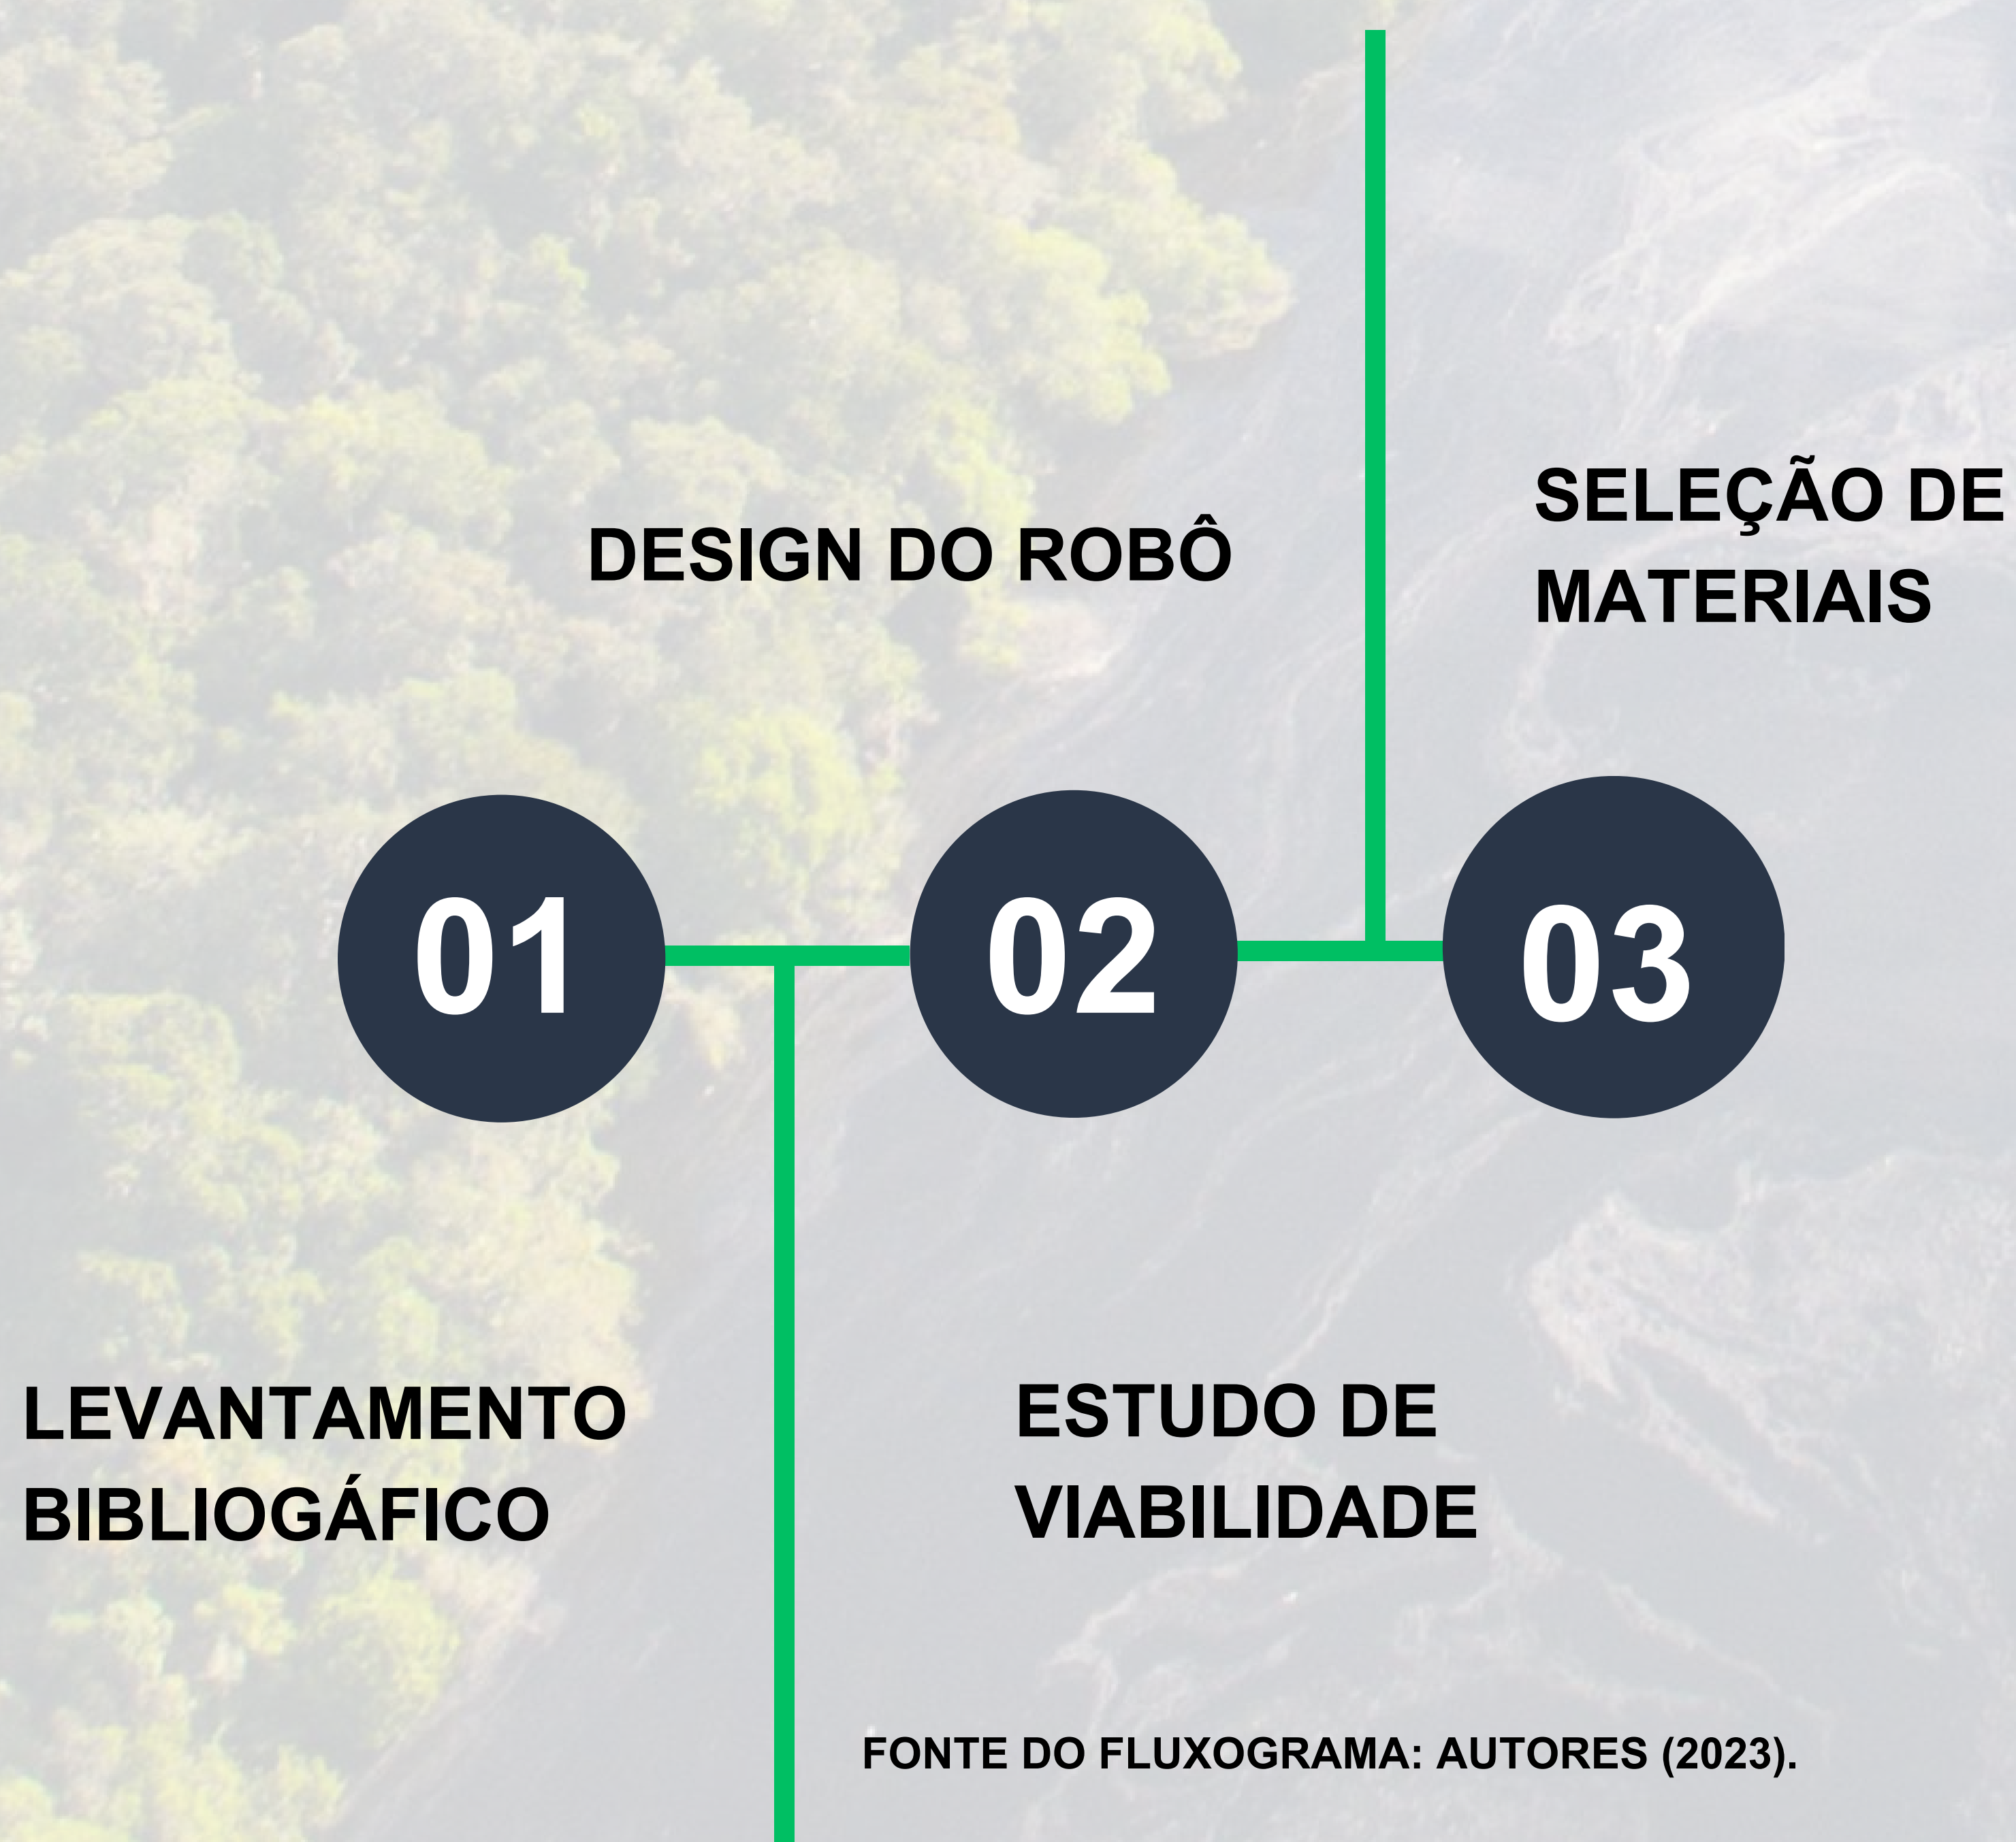 DESIGN DO ROBÔ
SELEÇÃO DE
MATERIAIS
01
02
03
LEVANTAMENTO
BIBLIOGÁFICO
ESTUDO DE
VIABILIDADE
FONTE DO FLUXOGRAMA: AUTORES (2023).